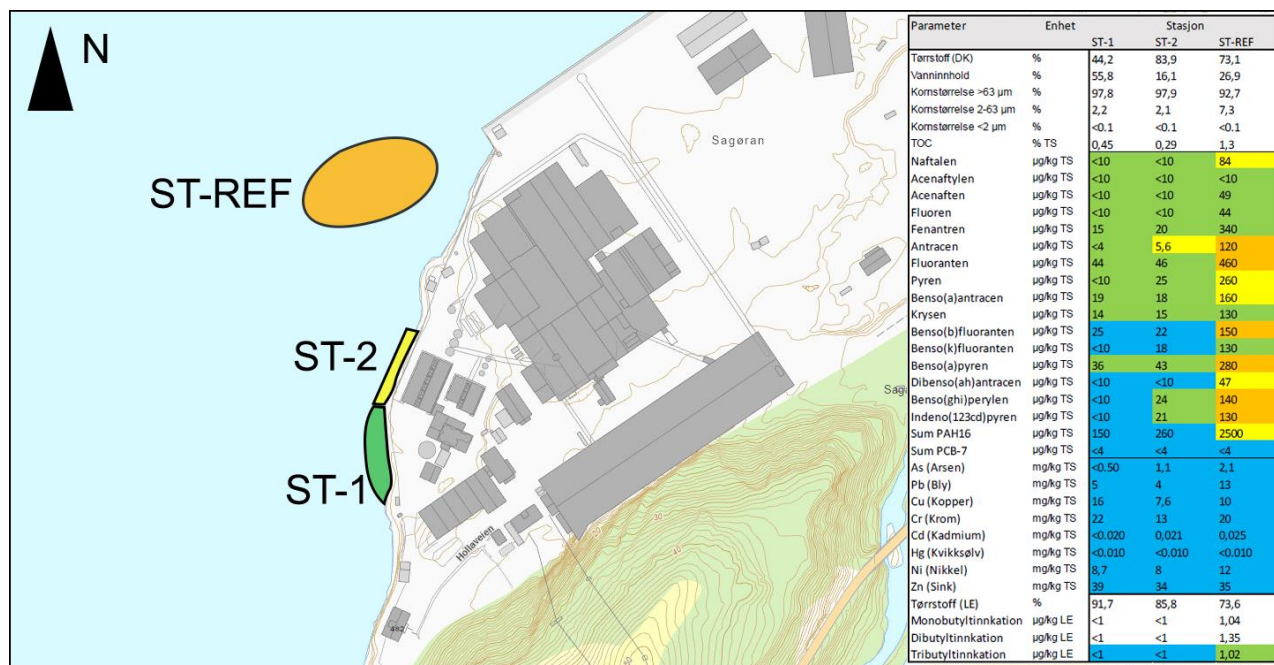 N
Sagøran
ST-REF
ST-2
ST-1
Hollaveien
Parameter Enhet Stasjon
ST-1 ST-2 ST-REF
Tørrstoff (DK) % 44,2 83,9 73,1
Vanninnhold % 55,8 16,1 26,9
Kornstørrelse >63 µm % 97,8 97,9 92,7
Kornstørrelse 2-63 µm % 2,2 2,1 7,3
Kornstørrelse <2 µm % <0.1 <0.1 <0.1
TOC % TS 0,45 0,29 1,3
Naftalen µg/kg TS <10 <10 84
Acenaftylen µg/kg TS <10 <10 <10
Acenaften µg/kg TS <10 <10 49
Fluoren µg/kg TS <10 <10 44
Fenantren µg/kg TS 15 20 340
Antracen µg/kg TS <4 5,6 120
Fluoranten µg/kg TS 44 46 460
Pyren µg/kg TS <10 25 260
Benso(a)antracen µg/kg TS 19 18 160
Krysen µg/kg TS 14 15 130
Benso(b)fluoranten µg/kg TS 25 22 150
Benso(k)fluoranten µg/kg TS <10 18 130
Benso(a)pyren µg/kg TS 36 43 280
Dibenso(ah)antracen µg/kg TS <10 <10 47
Benso(ghi)perylen µg/kg TS <10 24 140
Indeno(123cd)pyren µg/kg TS <10 21 130
Sum PAH16 µg/kg TS 150 260 2500
Sum PCB-7 µg/kg TS <4 <4 <4
As (Arsen) mg/kg TS <0.50 1,1 2,1
Pb (Bly) mg/kg TS 5 4 13
Cu (Kopper) mg/kg TS 16 7,6 10
Cr (Krom) mg/kg TS 22 13 20
Cd (Kadmium) mg/kg TS <0.020 0,021 0,025
Hg (Kvikksølv) mg/kg TS <0.010 <0.010 <0.010
Ni (Nikkel) mg/kg TS 8,7 8 12
Zn (Sink) mg/kg TS 39 34 35
Tørrstoff (LE) % 91,7 85,8 73,6
Monobutyltinnkation µg/kg LE <1 <1 1,04
Dibutyltinnkation µg/kg LE <1 <1 1,35
Tributyltinnkation µg/kg LE <1 <1 1,02